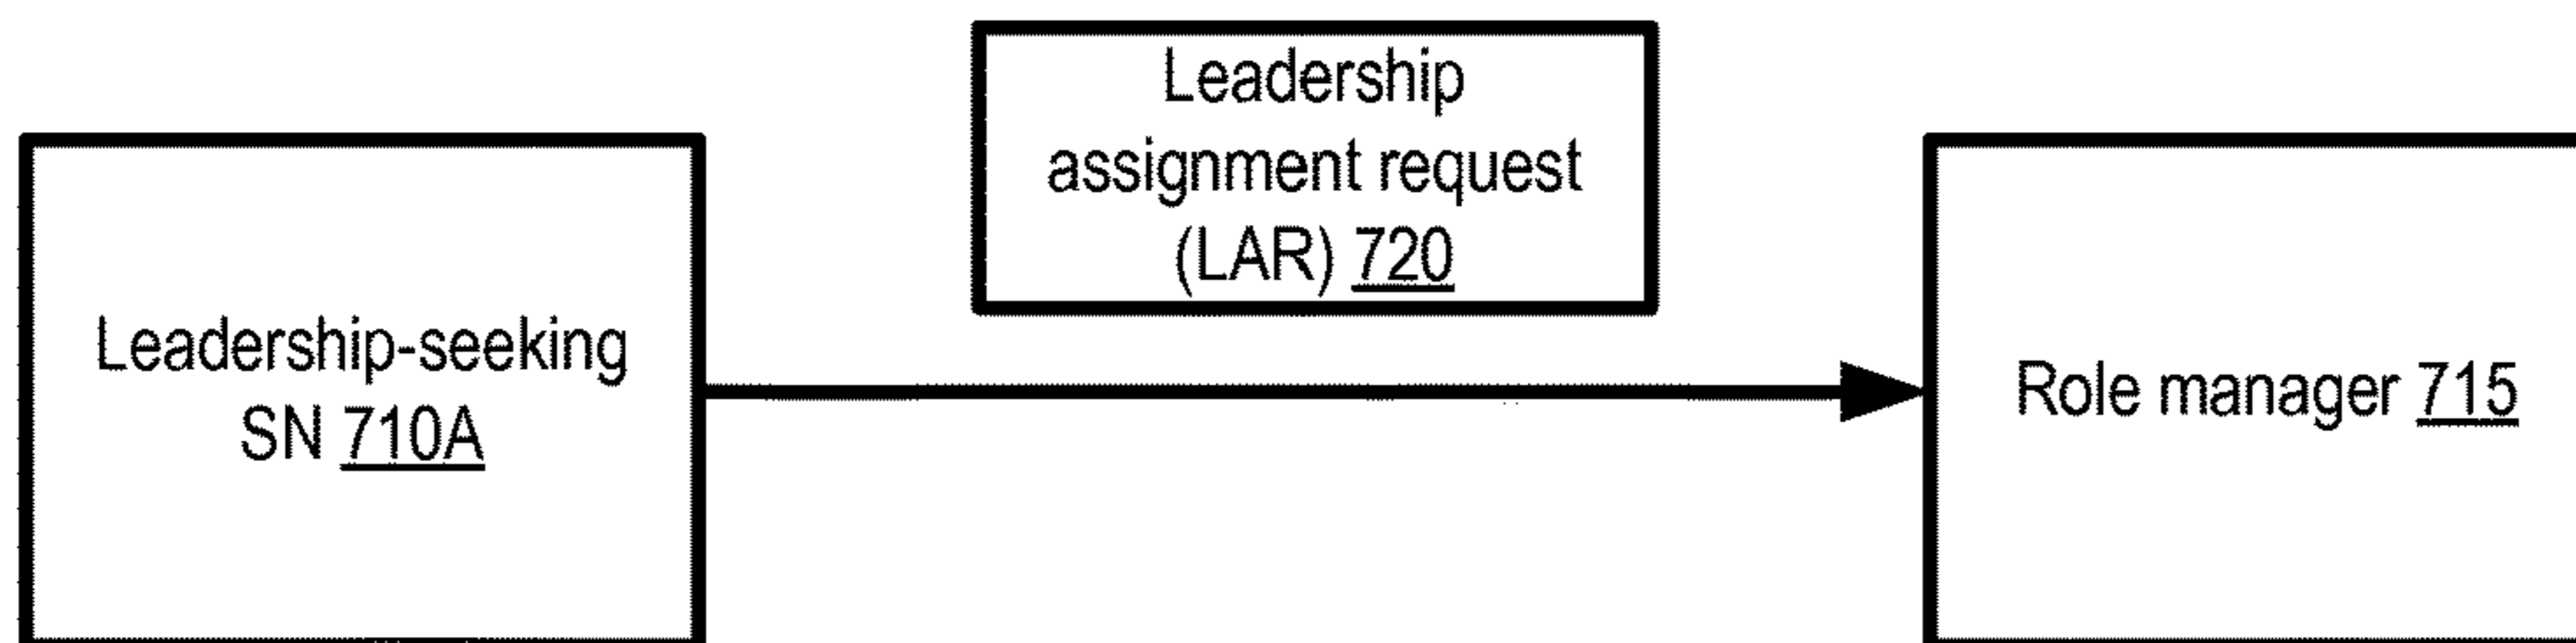 Leadership
assignment request
(LAR) 720
Leadership-seeking
SN 710A
Role manager 715